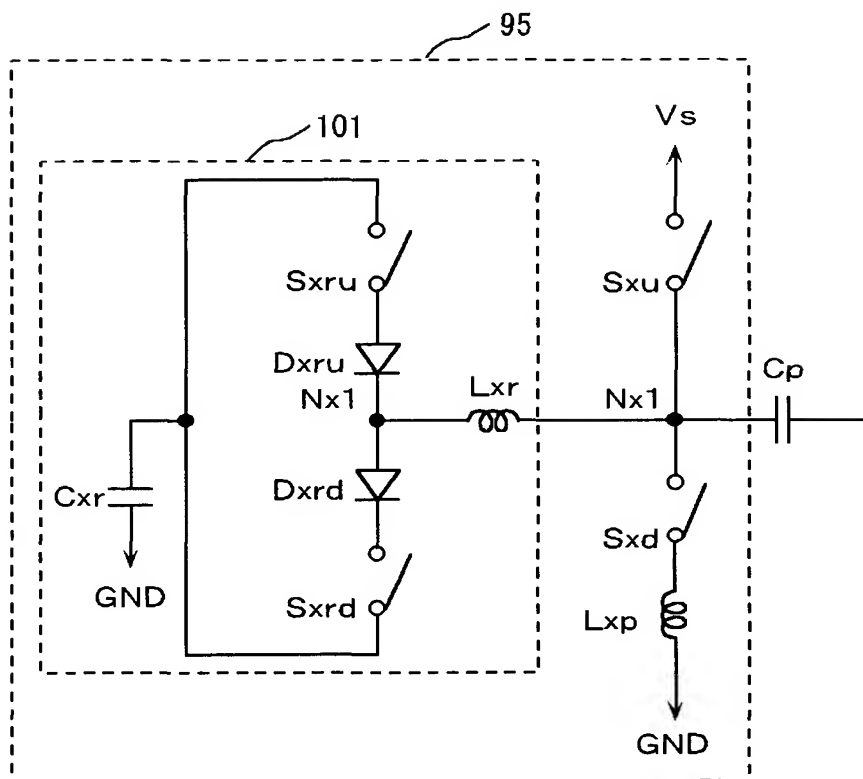 95
101
Vs
Sxru
Sxu
Dxru
Nx1
Lxr
Nx1
Cp
Cxr
Dxrd
Sxd
GND
Sxrd
Lxp
GND